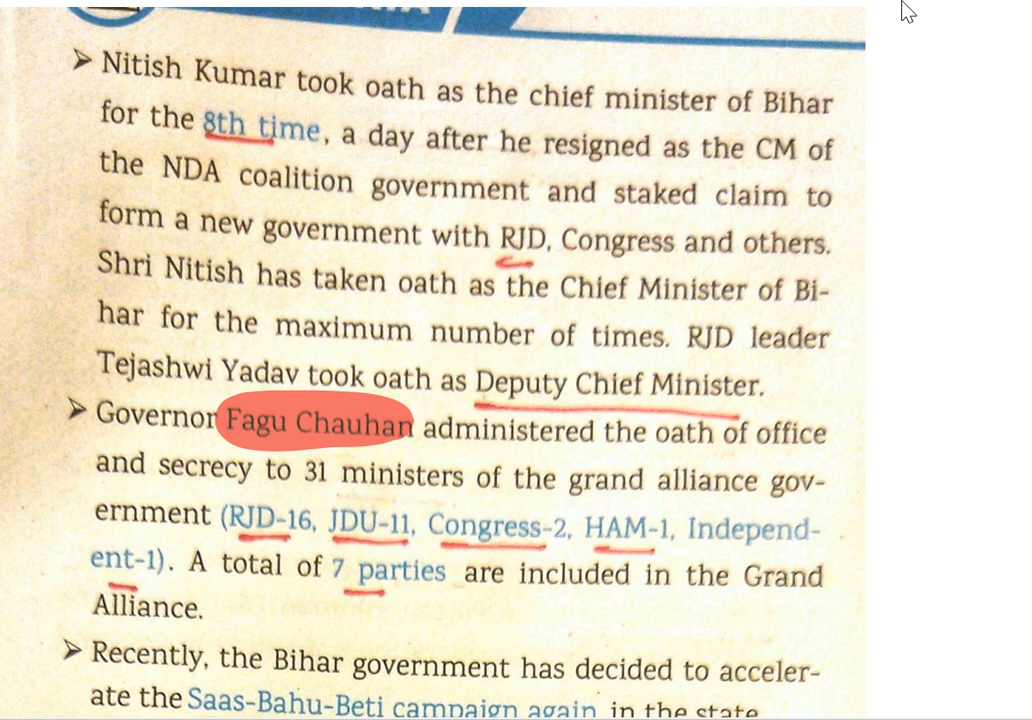 ➤ Nitish Kumar took oath as the chief minister of Bihar
for the 8th time, a day after he resigned as the CM of
the NDA coalition government and staked claim to
form a new government with RJD, Congress and others.
Shri Nitish has taken oath as the Chief Minister of Bi-
har for the maximum number of times. RJD leader
Tejashwi Yadav took oath as Deputy Chief Minister.
➤ Governor Fagu Chauhan administered the oath of office
and secrecy to 31 ministers of the grand alliance gov-
ernment (RJD-16, JDU-11, Congress-2, HAM-1, Independ-
ent-1). A total of 7 parties are included in the Grand
Alliance.
➤ Recently, the Bihar government has decided to acceler-
ate the Saas-Bahu-Beti campaign again in the state